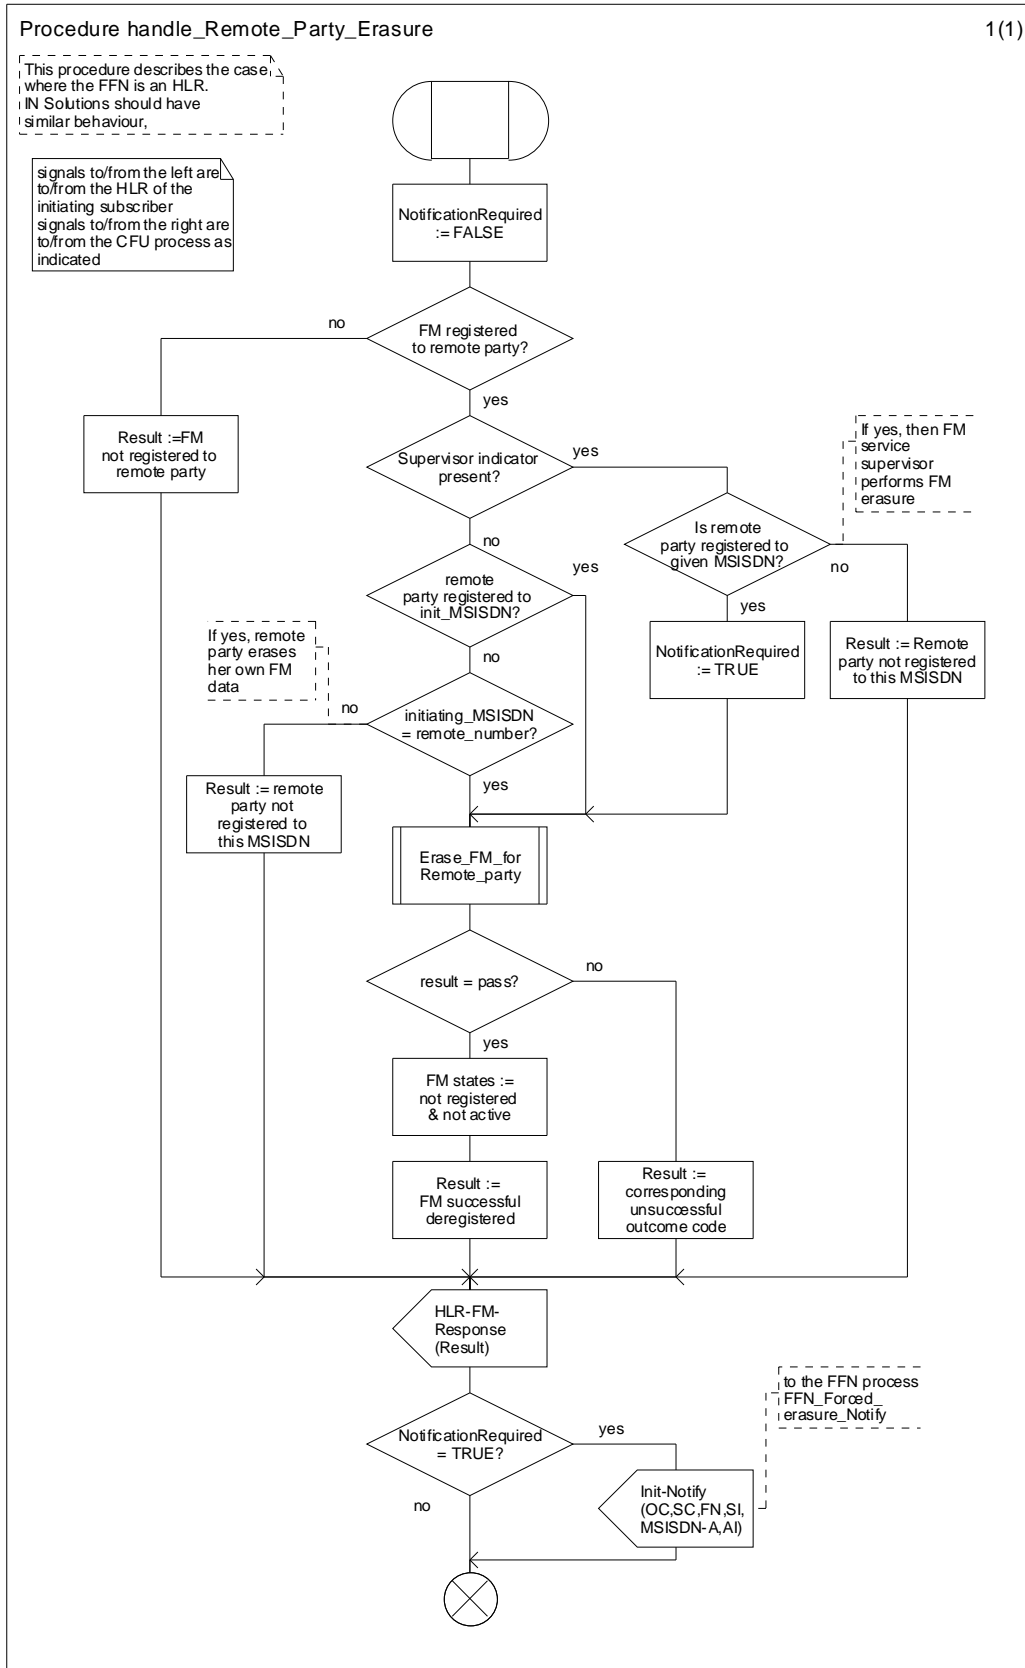 Procedure handle_Remote_Party_Erasure
1(1)
This procedure describes the case
where the FFN is an HLR.
IN Solutions should have
similar behaviour,
signals to/from the left are
to/from the HLR of the
initiating subscriber
signals to/from the right are
to/from the CFU process as
indicated
NotificationRequired
:= FALSE
no
FM registered
to remote party?
yes
Result :=FM
not registered to
remote party
Supervisor indicator
present?
yes
If yes, then FM
service
supervisor
performs FM
erasure
Is remote
party registered to
given MSISDN?
no
yes
no
yes
remote
party registered to
init_MSISDN?
If yes, remote
party erases
her own FM
data
NotificationRequired
:= TRUE
Result := Remote
party not registered
to this MSISDN
no
no
initiating_MSISDN
= remote_number?
yes
Result := remote
party not
registered to
this MSISDN
Erase_FM_for
Remote_party
result = pass?
no
yes
FM states :=
not registered
& not active
Result :=
FM successful
deregistered
Result :=
corresponding
unsuccessful
outcome code
HLR-FM-
Response
(Result)
to the FFN process
FFN_Forced_
erasure_Notify
NotificationRequired
= TRUE?
yes
no
Init-Notify
(OC,SC,FN,SI,
MSISDN-A,AI)